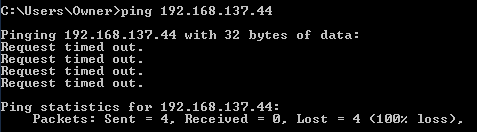 C:\Users\Owner>ping 192.168.137.44
Pinging 192.168.137.44 with 32 bytes of data:
Request timed out.
Request timed out.
Request timed out.
Request timed out.
Ping statistics for 192.168.137.44:
Packets: Sent = 4, Received = 0, Lost = 4 (100% loss),